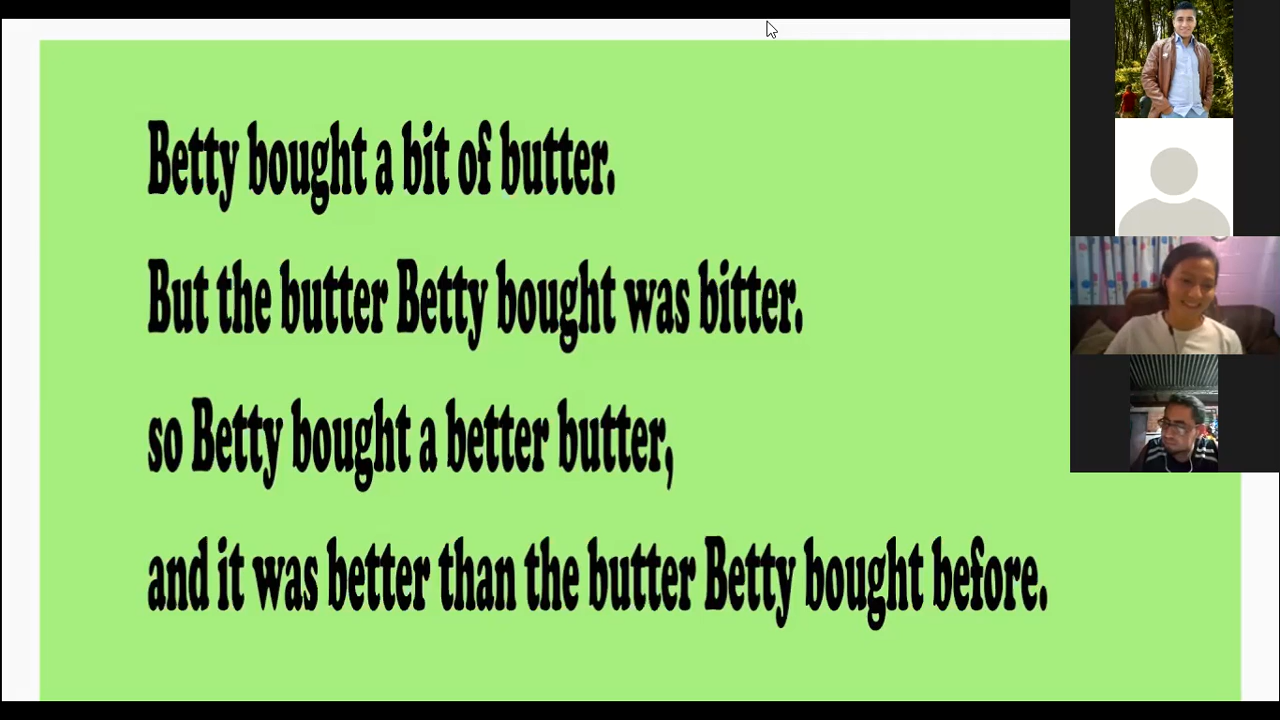 Betty bought a bit of butter.
But the butter Betty bought was bitter.
so Betty bought a better butter,
and it was better than the butter Betty bought before.